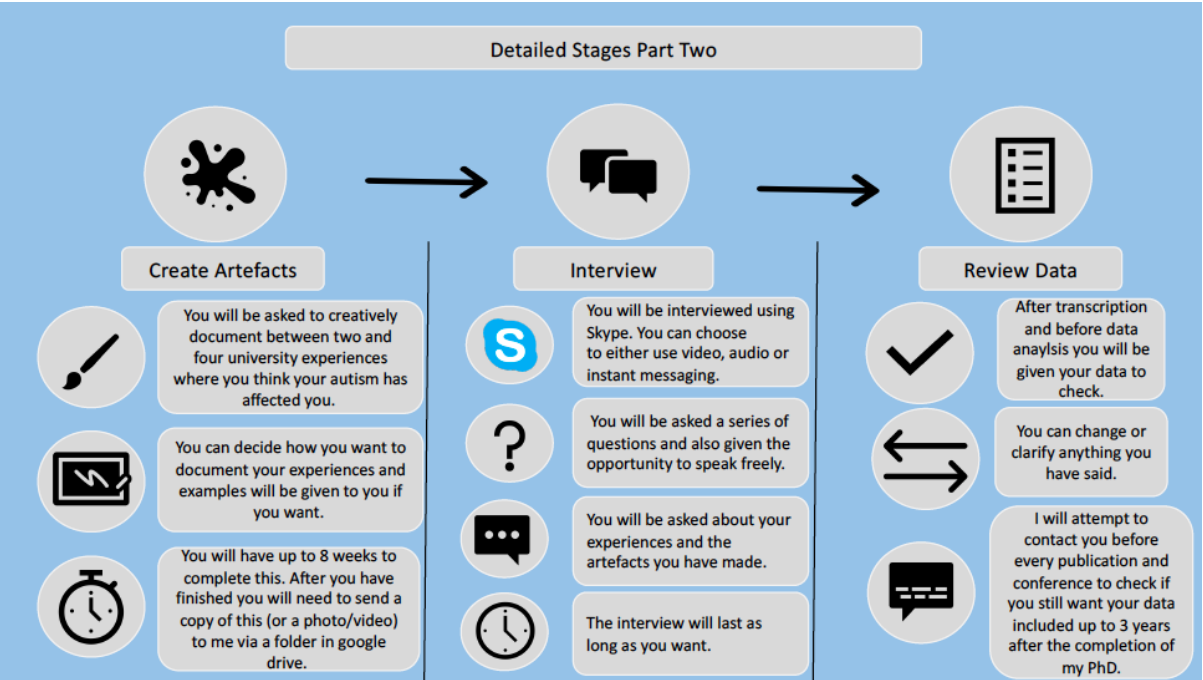 Detailed Stages Part Two
Create Artefacts
You will be asked to creatively
document between two and
four university experiences
where you think your autism has
affected you.
You can decide how you want to
document your experiences and
examples will be given to you if
you want.
You will have up to 8 weeks to
complete this. After you have
finished you will need to send a
copy of this (or a photo/video)
to me via a folder in google
drive.
Interview
S
You will be interviewed using
Skype. You can choose
to either use video, audio or
instant messaging.
?
You will be asked a series of
questions and also given the
opportunity to speak freely.
You will be asked about your
experiences and the
artefacts you have made.
The interview will last as
long as you want.
Review Data
After transcription
and before data
anaylsis you will be
given your data to
check.
You can change or
clarify anything you
have said.
I will attempt to
contact you before
every publication and
conference to check if
you still want your data
included up to 3 years
after the completion of
my PhD.